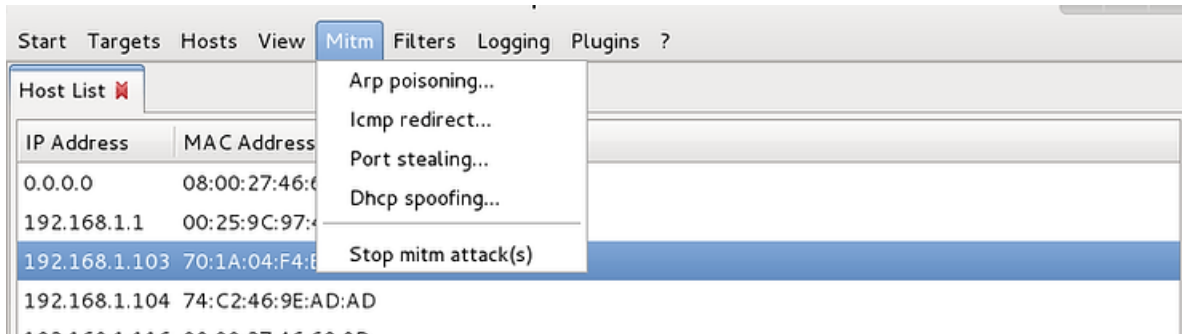 Start Targets Hosts View Mitm Filters Logging Plugins ?
Host List
Arp poisoning...
Icmp redirect...
Port stealing...
Dhcp spoofing...
Stop mitm attack(s)
IP Address MAC Address
0.0.0.0 08:00:27:46:6
192.168.1.1 00:25:9C:97:4
192.168.1.103 70:1A:04:F4:E
192.168.1.104 74:C2:46:9E:AD:AD